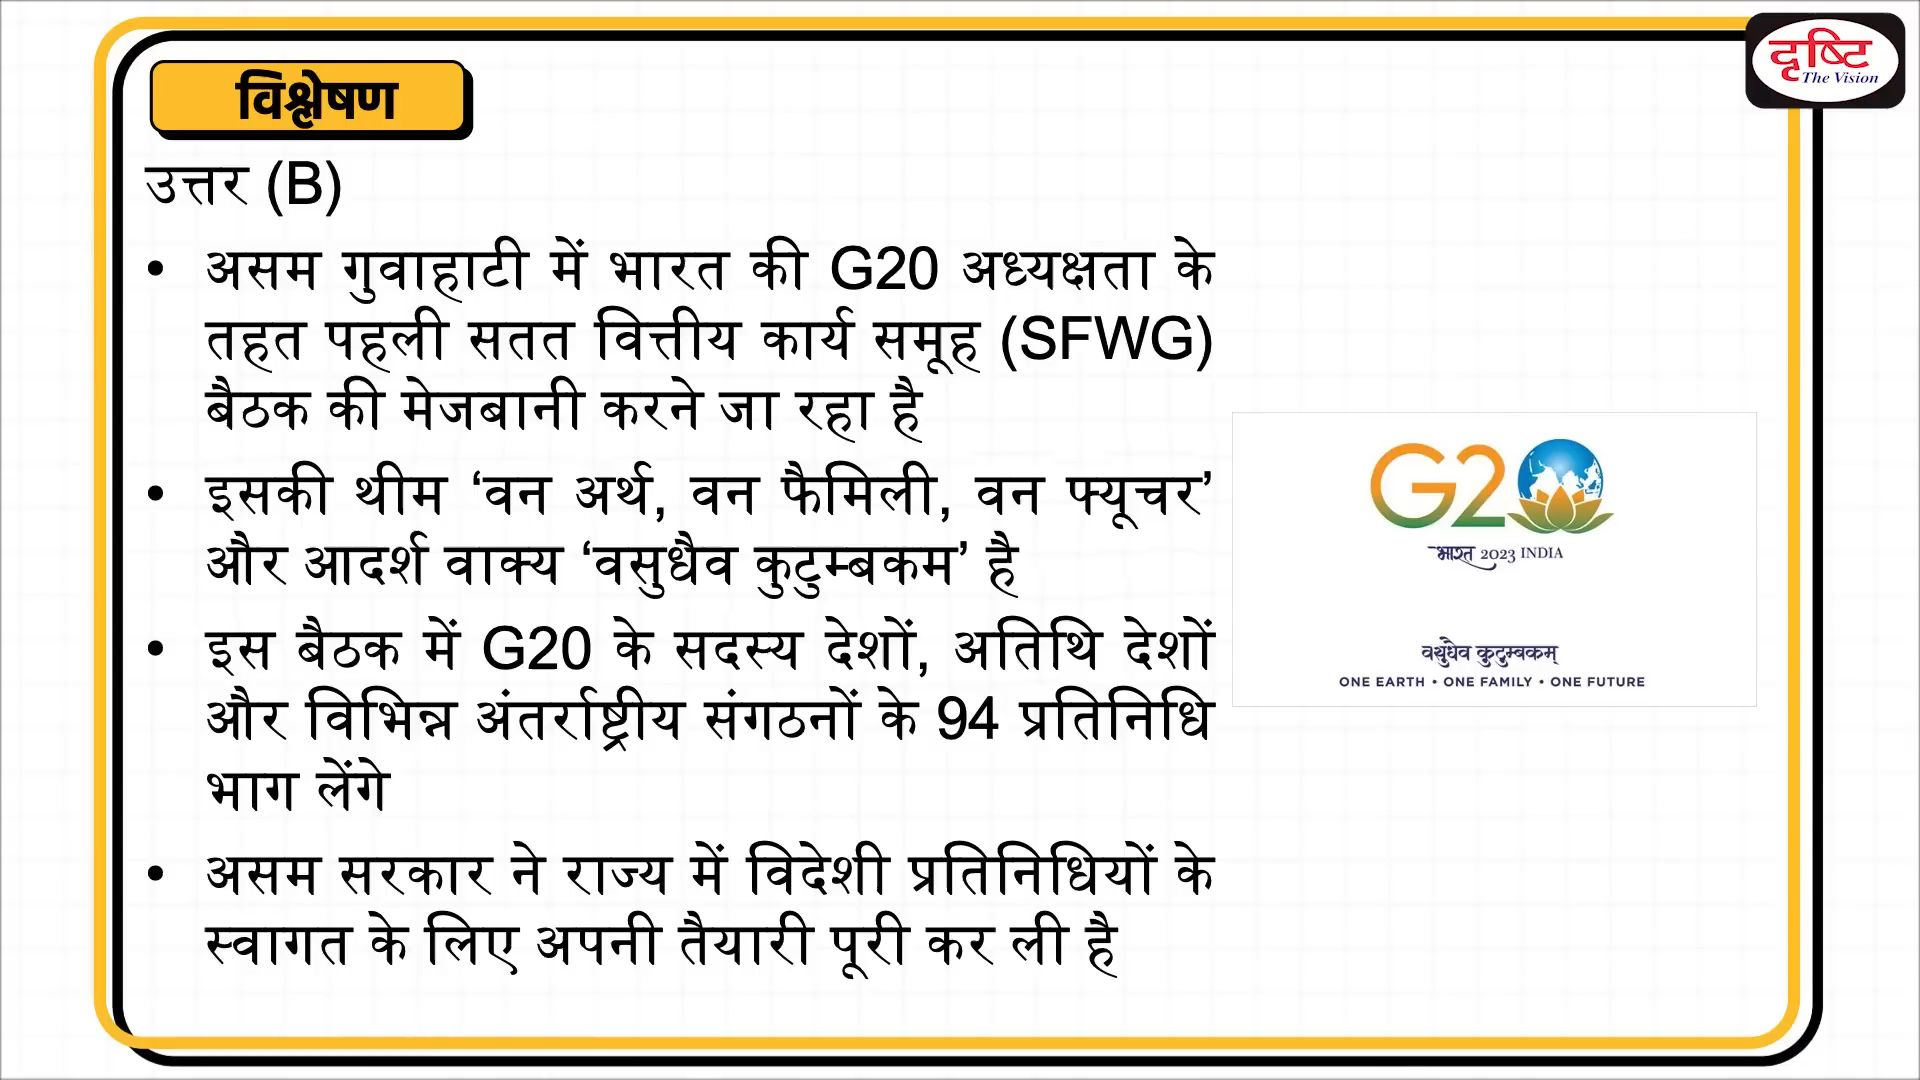 दृष्टि
The Vision
विश्लेषण
उत्तर (B)
• असम गुवाहाटी में भारत की G20 अध्यक्षता के
तहत पहली सतत वित्तीय कार्य समूह (SFWG)
बैठक की मेजबानी करने जा रहा है
• इसकी थीम ‘वन अर्थ, वन फैमिली, वन फ्यूचर’
और आदर्श वाक्य ‘वसुधैव कुटुम्बकम’ है
• इस बैठक में G20 के सदस्य देशों, अतिथि देशों
और विभिन्न अंतर्राष्ट्रीय संगठनों के 94 प्रतिनिधि
भाग लेंगे
• असम सरकार ने राज्य में विदेशी प्रतिनिधियों के
स्वागत के लिए अपनी तैयारी पूरी कर ली है
G20
भारत 2023 INDIA
वसुधैव कुटुम्बकम्
ONE EARTH • ONE FAMILY • ONE FUTURE